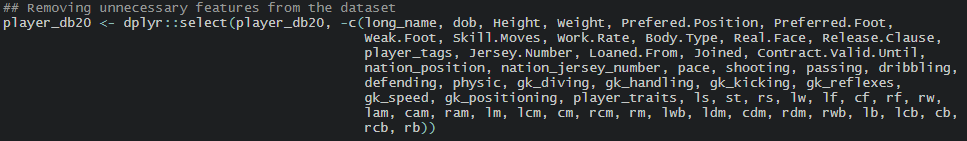 ## Removing unnecessary features from the dataset
player_db20 <- dplyr::select(player_db20, -c(long_name, dob, Height, Weight, Prefered.Position, Preferred.Foot,
Weak.Foot, Skill.Moves, Work.Rate, Body.Type, Real.Face, Release.Clause,
player_tags, Jersey.Number, Loaned.From, Joined, Contract.Valid.Until,
nation_position, nation_jersey_number, pace, shooting, passing, dribbling,
defending, physic, gk_diving, gk_handling, gk_kicking, gk_reflexes,
gk_speed, gk_positioning, player_traits, ls, st, rs, lw, lf, cf, rf, rw,
lam, cam, ram, lm, lcm, cm, rcm, rm, lwb, ldm, cdm, rdm, rwb, lb, lcb, cb,
rcb, rb))